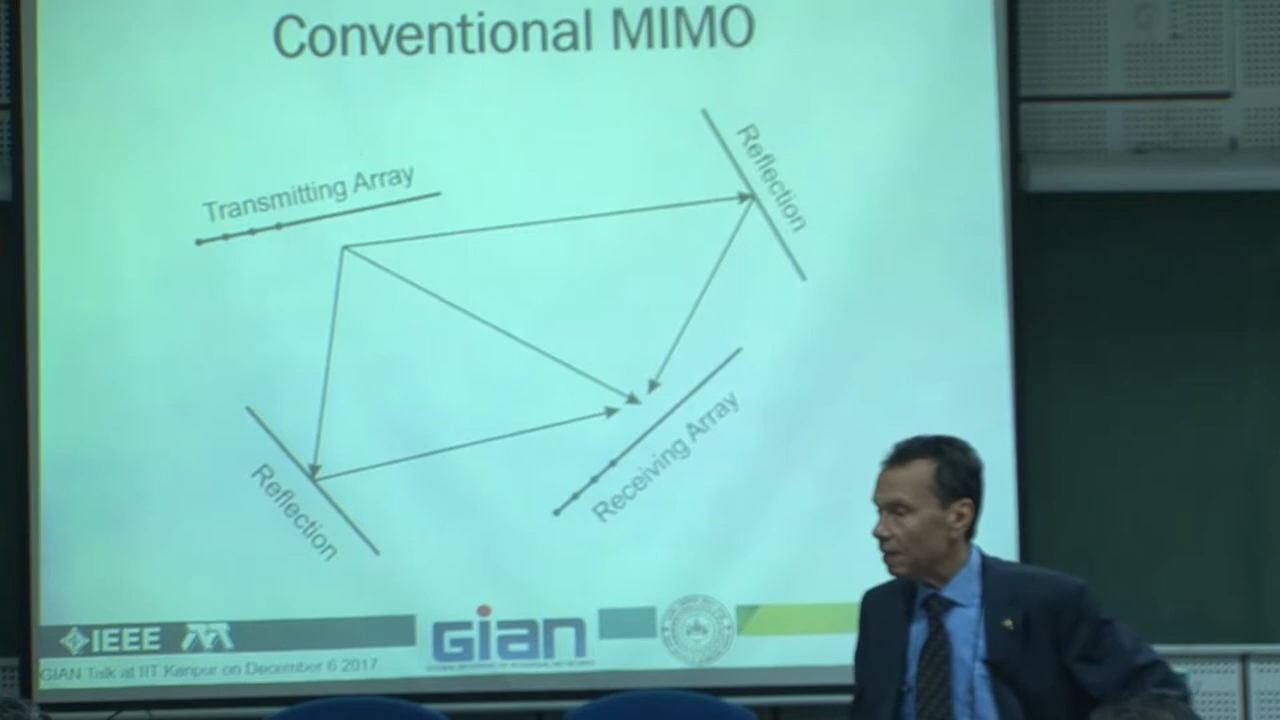 Conventional MIMO
Transmitting Array
Reflection
Reflection
Receiving Array
IEEE
GIAN
GIAN Talk at IIT Kanpur on December 6 2017